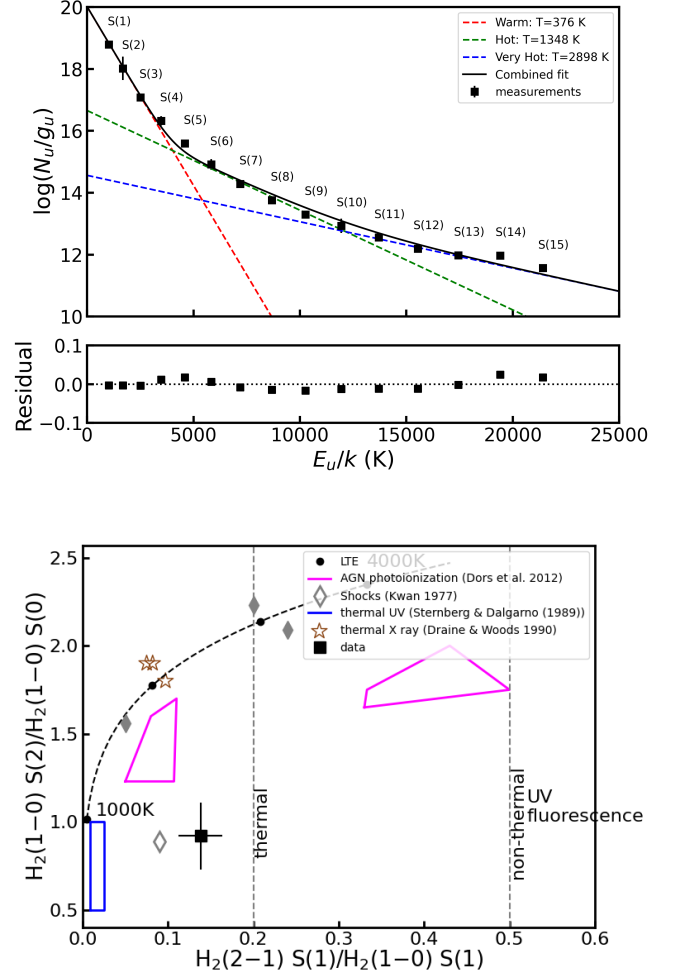 20
18
16
14
12
10
log(Nu/gu)
S(1)
S(2)
S(3)
S(4)
S(5)
S(6)
S(7)
S(8)
S(9)
S(10)
S(11)
S(12)
S(13)
S(14)
S(15)
Warm: T=376 K
Hot: T=1348 K
Very Hot: T=2898 K
Combined fit
measurements
0.1
0.0
−0.1
Residual
0
5000
10000
15000
20000
25000
Eu/k (K)
2.5
2.0
1.5
1.0
0.5
H2(1−0) S(2)/H2(1−0) S(0)
4000K
LTE
AGN photoionization (Dors et al. 2012)
Shocks (Kwan 1977)
thermal UV (Sternberg & Dalgarno (1989))
thermal X ray (Draine & Woods 1990)
data
1000K
thermal
non-thermal
UV
fluorescence
0.0
0.1
0.2
0.3
0.4
0.5
0.6
H2(2−1) S(1)/H2(1−0) S(1)